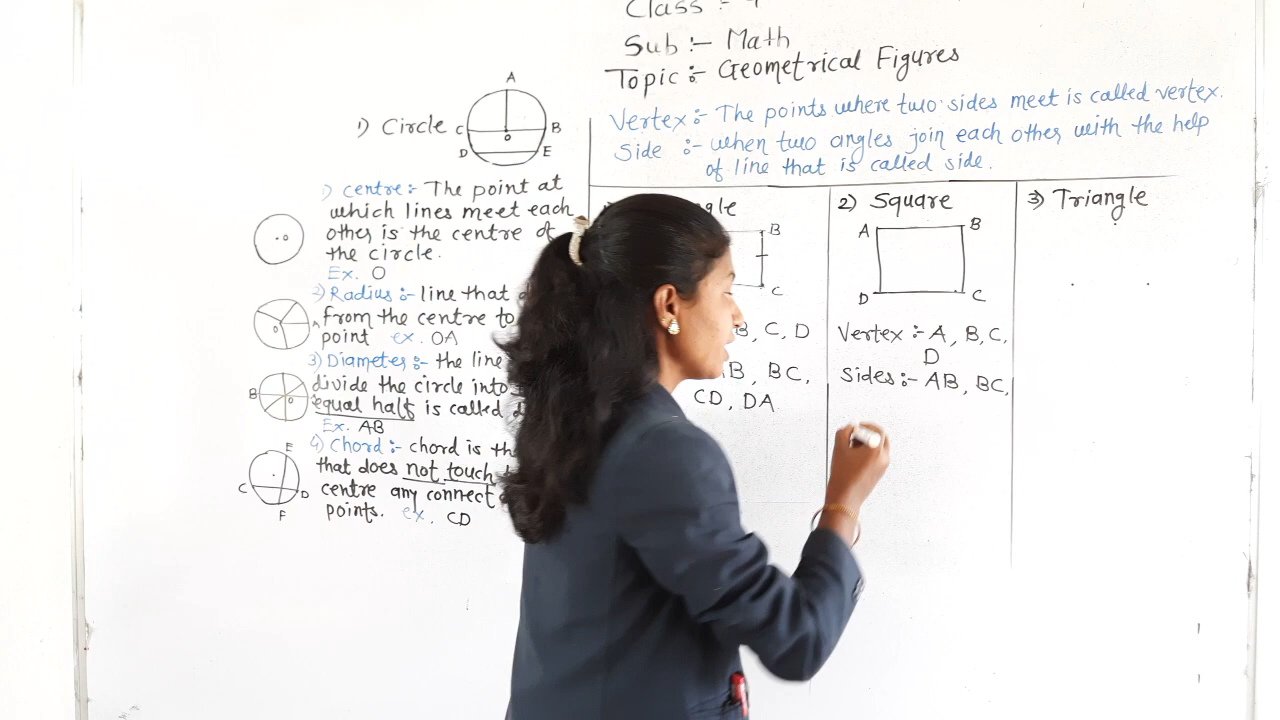 Class :- 4
Sub :- Math
Topic :- Geometrical Figures
Vertex :- The points where two sides meet is called vertex.
Side :- when two angles join each other with the help
of line that is called side.
1) Circle
A
C B
O
D E
1) Centre :- The point at
which lines meet each
other is the centre of
the circle.
Ex. O
2) Radius :- line that
from the centre to
point ex. OA
3) Diameter :- the line
divide the circle into
equal half is called
Ex. AB
4) Chord :- chord is the
that does not touch
centre any connect
points. ex. CD
O
O A
B O
E
C D
F
B
C
B, C, D
AB, BC,
CD, DA
2) Square
A B
D C
Vertex :- A, B, C,
D
Sides :- AB, BC,
3) Triangle